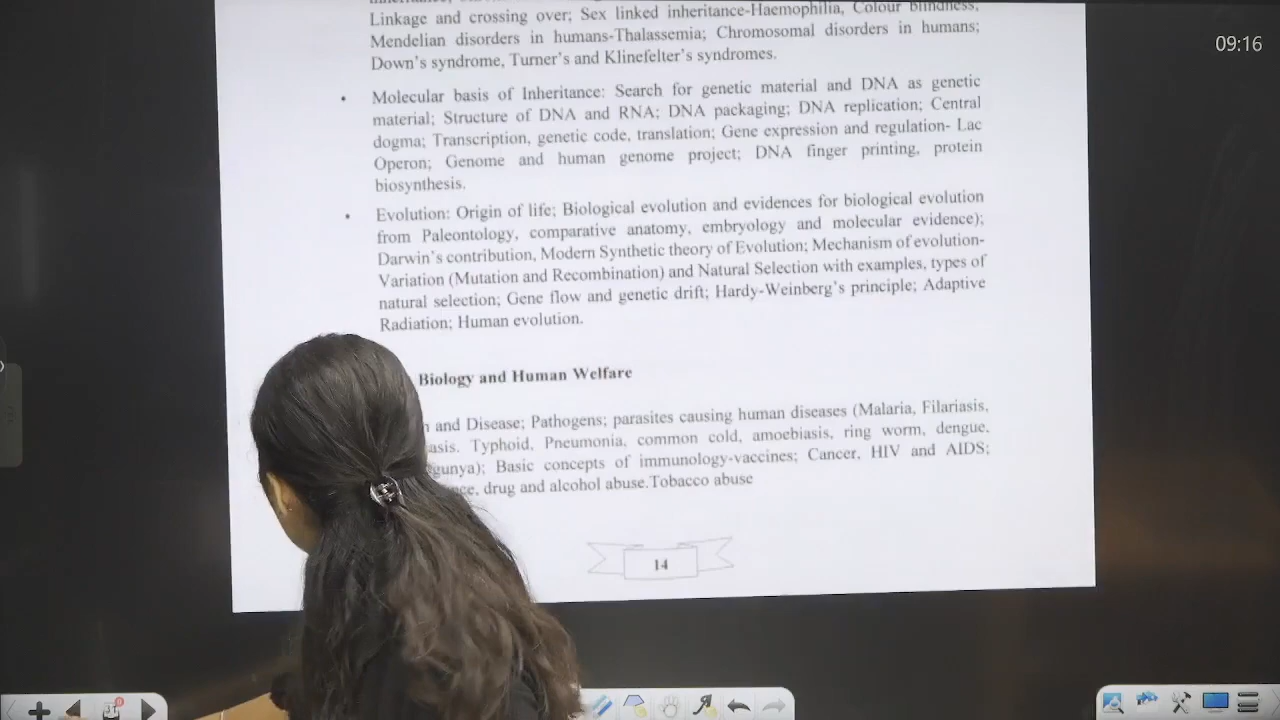 09:16
Linkage and crossing over; Sex linked inheritance-Haemophilia, Colour blindness,
Mendelian disorders in humans-Thalassemia; Chromosomal disorders in humans;
Down's syndrome, Turner's and Klinefelter's syndromes.
• Molecular basis of Inheritance: Search for genetic material and DNA as genetic
material; Structure of DNA and RNA; DNA packaging; DNA replication; Central
dogma; Transcription, genetic code, translation; Gene expression and regulation- Lac
Operon; Genome and human genome project; DNA finger printing, protein
biosynthesis.
• Evolution: Origin of life; Biological evolution and evidences for biological evolution
from Paleontology, comparative anatomy, embryology and molecular evidence);
Darwin's contribution, Modern Synthetic theory of Evolution; Mechanism of evolution-
Variation (Mutation and Recombination) and Natural Selection with examples, types of
natural selection; Gene flow and genetic drift; Hardy-Weinberg's principle; Adaptive
Radiation; Human evolution.
Biology and Human Welfare
and Disease; Pathogens; parasites causing human diseases (Malaria, Filariasis,
Typhoid, Pneumonia, common cold, amoebiasis, ring worm, dengue,
Basic concepts of immunology-vaccines; Cancer, HIV and AIDS;
drug and alcohol abuse.Tobacco abuse
14